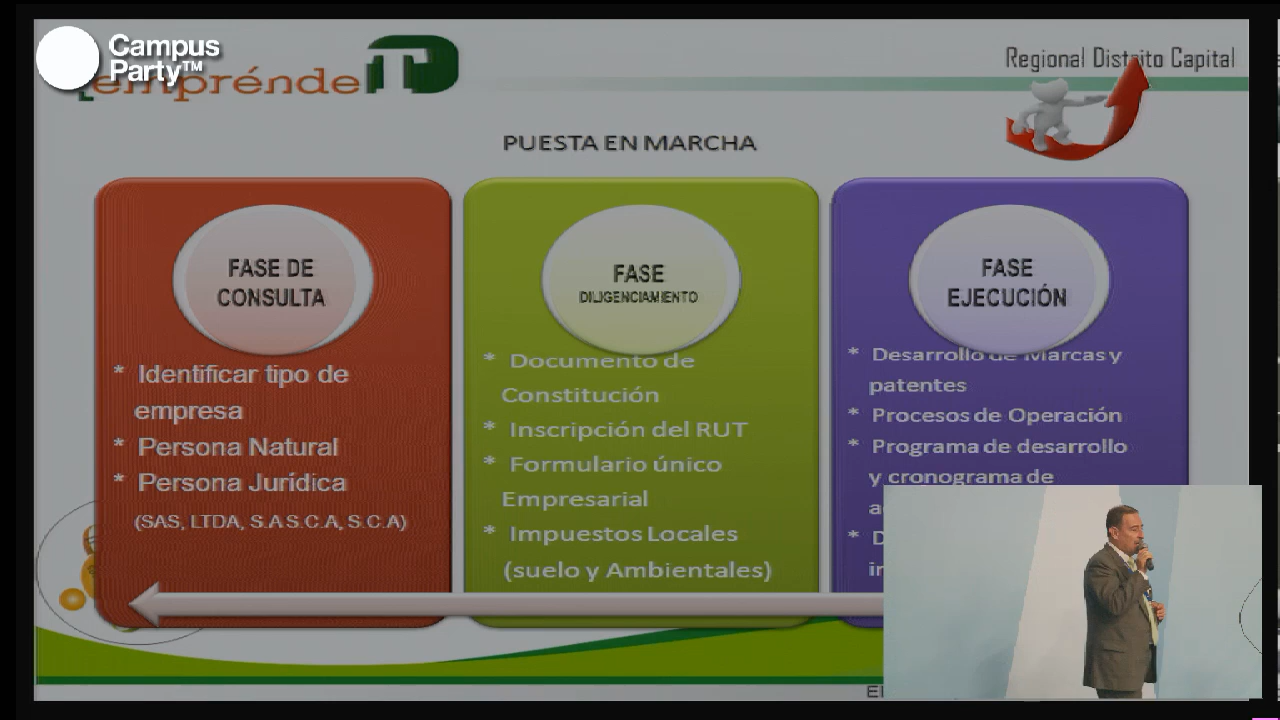 Campus
Party™
empréndeTD
Regional Distrito Capital
PUESTA EN MARCHA
FASE DE
CONSULTA
* Identificar tipo de
empresa
* Persona Natural
* Persona Jurídica
(SAS, LTDA, S.A S.C.A, S.C.A)
FASE
DILIGENCIAMIENTO
* Documento de
Constitución
* Inscripción del RUT
* Formulario único
Empresarial
* Impuestos Locales
(suelo y Ambientales)
FASE
EJECUCIÓN
* Desarrollo de Marcas y
patentes
* Procesos de Operación
* Programa de desarrollo
y cronograma de